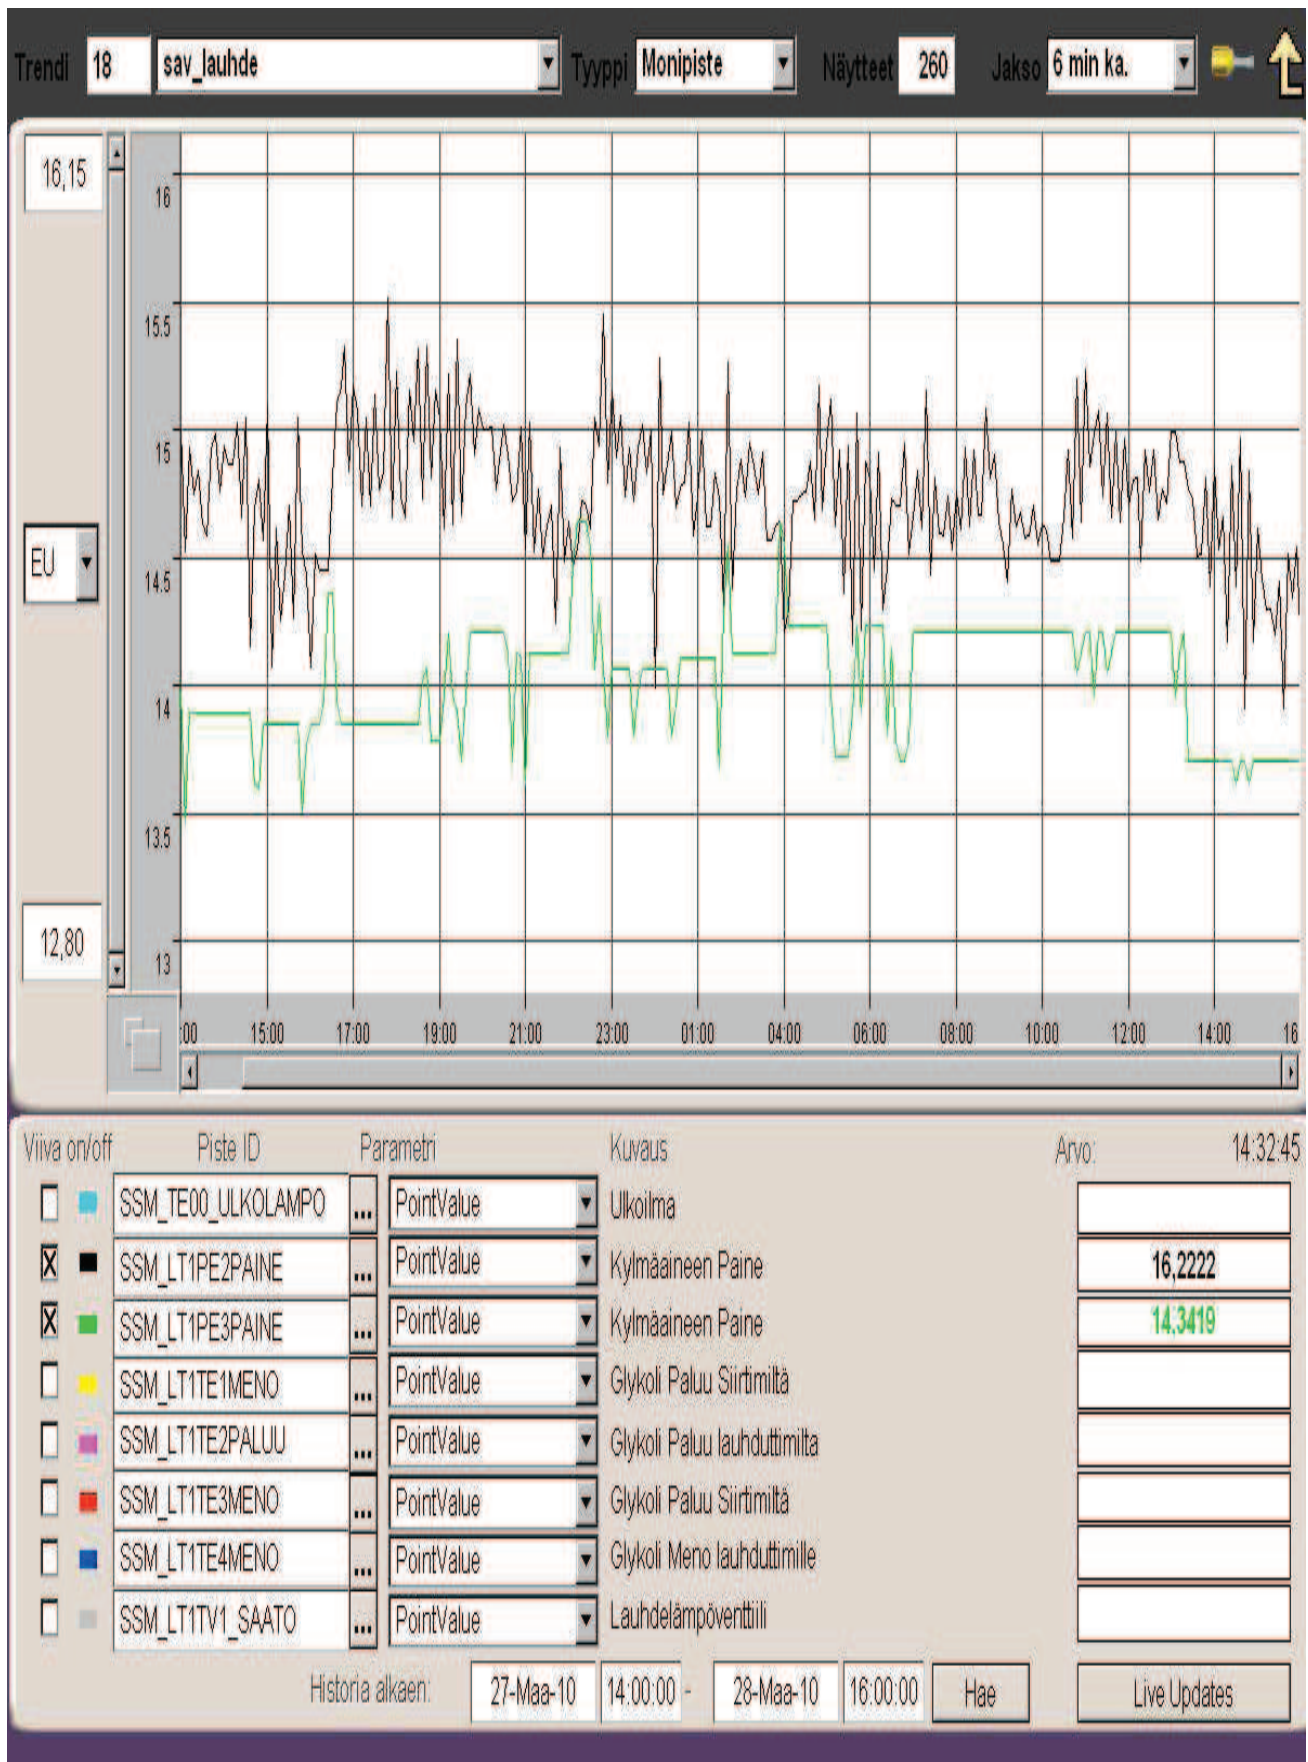 Trendi 18 sav_lauhde Tyyppi Monipiste Näytteet 260 Jakso 6 min ka.
16,15
16
15.5
15
EU
14.5
14
13.5
12,80
13
:00 15:00 17:00 19:00 21:00 23:00 01:00 04:00 06:00 08:00 10:00 12:00 14:00 16
Viiva on/off Piste ID Parametri Kuvaus Arvo: 14:32:45
SSM_TE00_ULKOLAMPO ... PointValue Ulkoilma
SSM_LT1PE2PAINE ... PointValue Kylmäaineen Paine 16,2222
SSM_LT1PE3PAINE ... PointValue Kylmäaineen Paine 14,3419
SSM_LT1TE1MENO ... PointValue Glykoli Paluu Siirtimiltä
SSM_LT1TE2PALUU ... PointValue Glykoli Paluu lauhduttimilta
SSM_LT1TE3MENO ... PointValue Glykoli Paluu Siirtimiltä
SSM_LT1TE4MENO ... PointValue Glykoli Meno lauhduttimille
SSM_LT1TV1_SAATO ... PointValue Lauhdelämpöventtiili
Historia alkaen: 27-Maa-10 14:00:00 - 28-Maa-10 16:00:00 Hae Live Updates